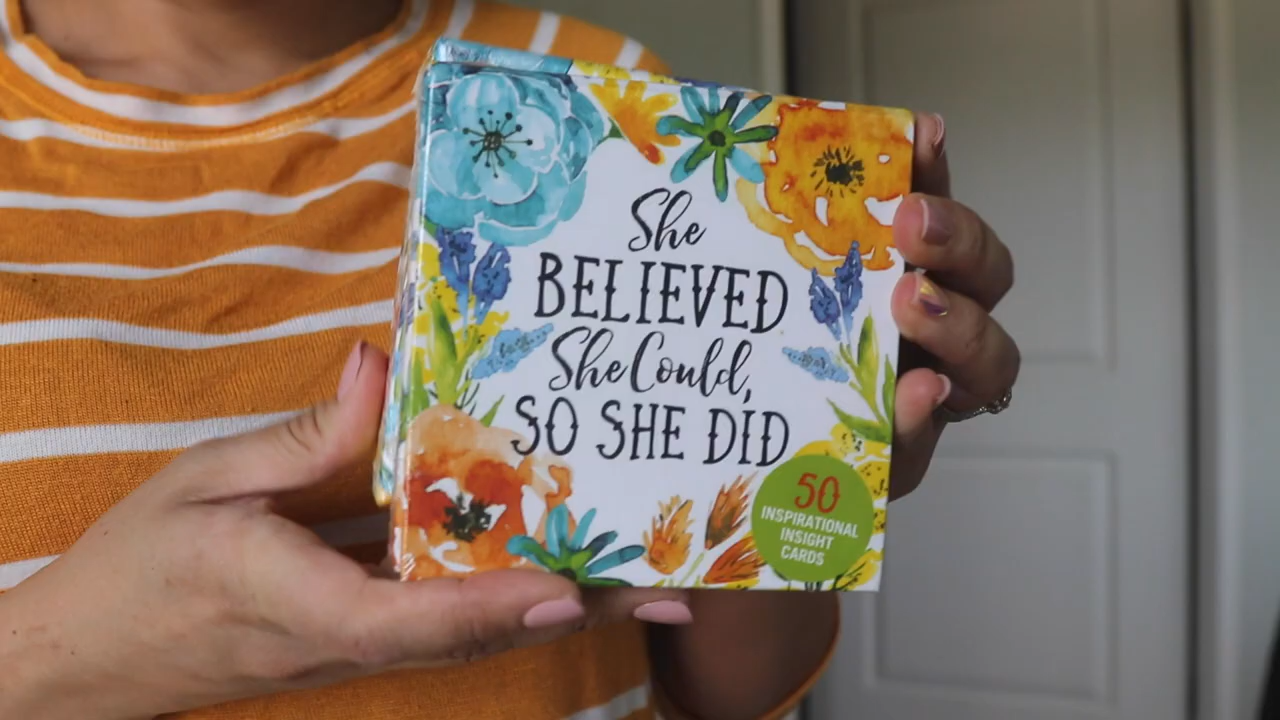 She
BELIEVED
She Could,
SO SHE DID
50
INSPIRATIONAL
INSIGHT
CARDS